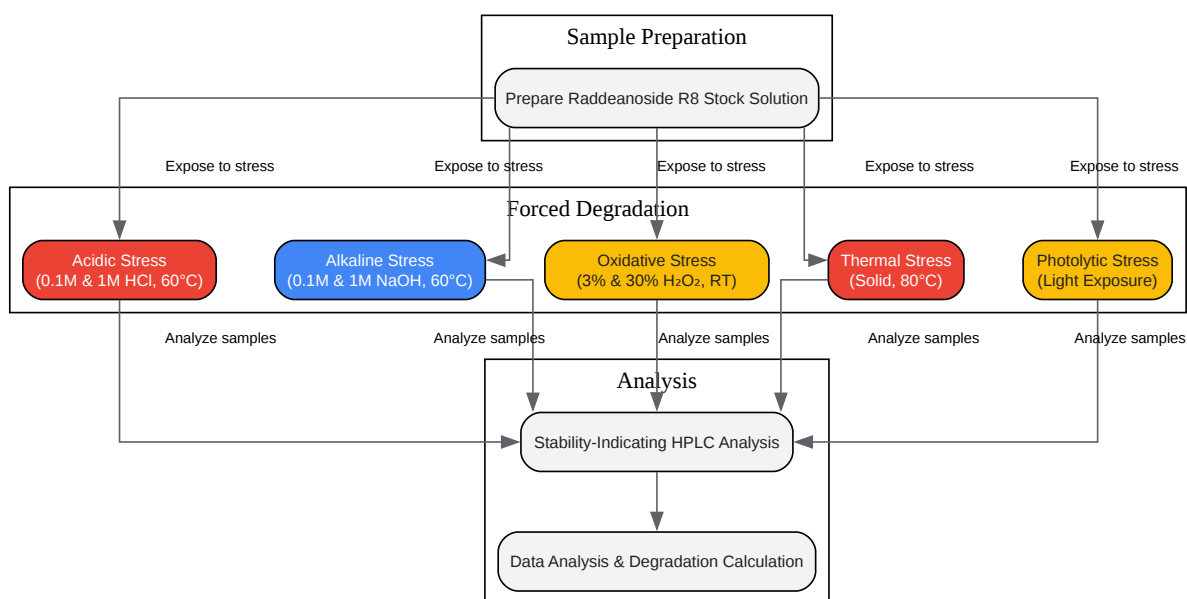 Sample Preparation
Prepare Raddeanoside R8 Stock Solution
Expose to stress
Expose to stress
Expose to stress
Expose to stress
Expose to stress
Forced Degradation
Acidic Stress
(0.1M & 1M HCl, 60°C)
Alkaline Stress
(0.1M & 1M NaOH, 60°C)
Oxidative Stress
(3% & 30% H₂O₂, RT)
Thermal Stress
(Solid, 80°C)
Photolytic Stress
(Light Exposure)
Analyze samples
Analyze samples
Analyze samples
Analyze samples
Analyze samples
Analysis
Stability-Indicating HPLC Analysis
Data Analysis & Degradation Calculation